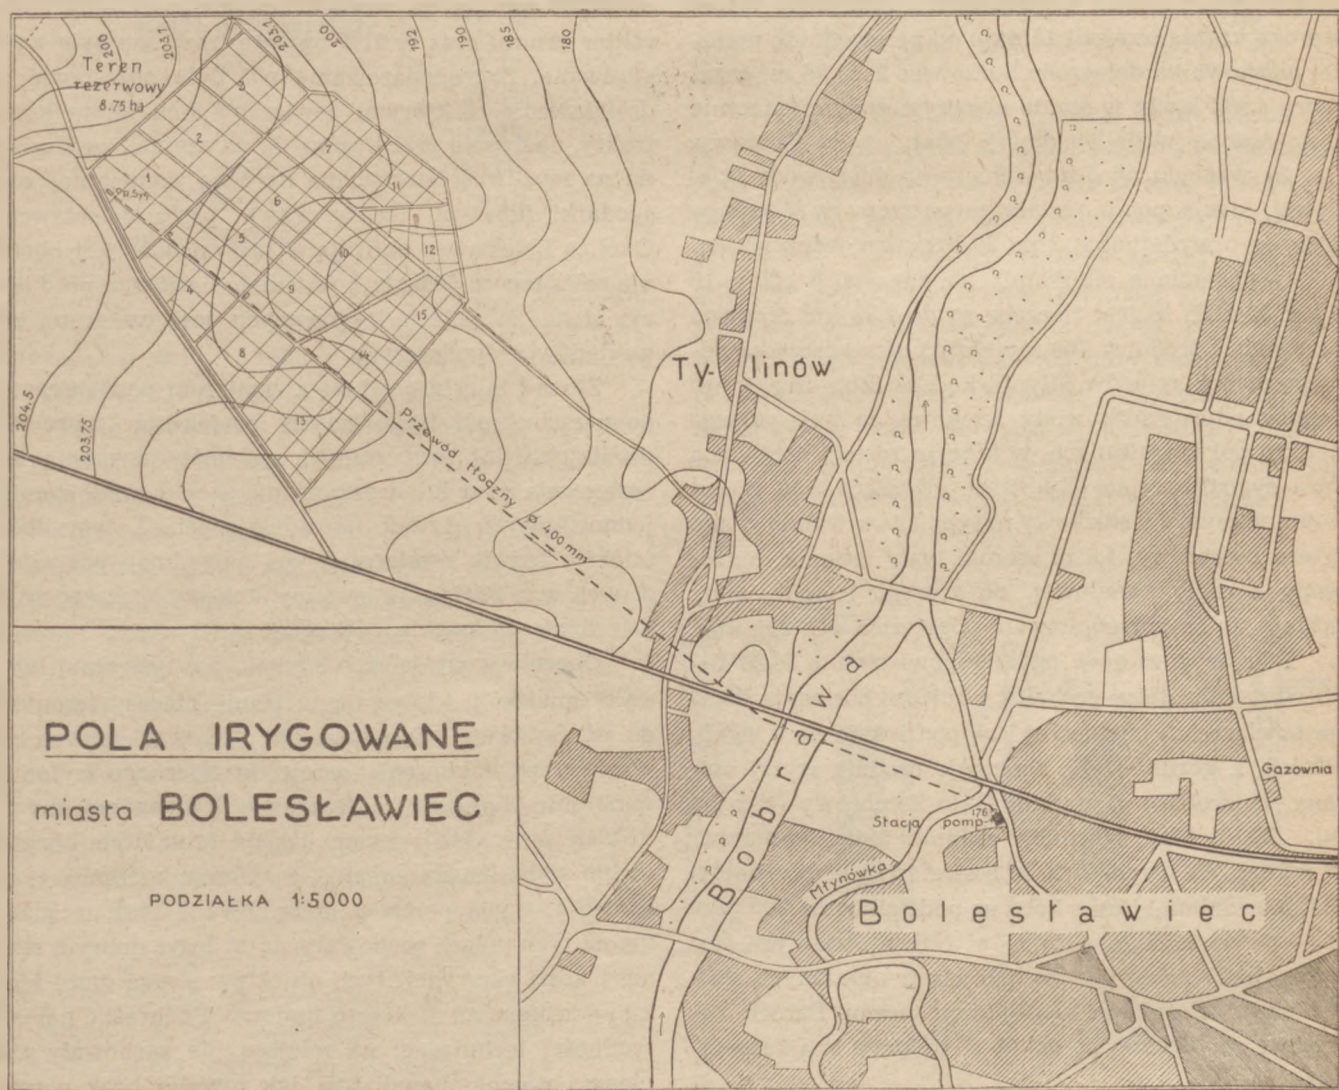 200
203.1
203.1
200
192
190
185
180
Teren
rezerwowy
8.75 ha
3
2
7
1
11
6
5
12
10
4
9
15
8
14
13
204.5
203.75
Przewód tłoczny ø 400 mm
Ty- linów
Bobrawa
POLA IRYGOWANE
miasta BOLESŁAWIEC
PODZIAŁKA 1:5000
Gazownia
176
Stacja pomp
Młynówka
Bolesławiec